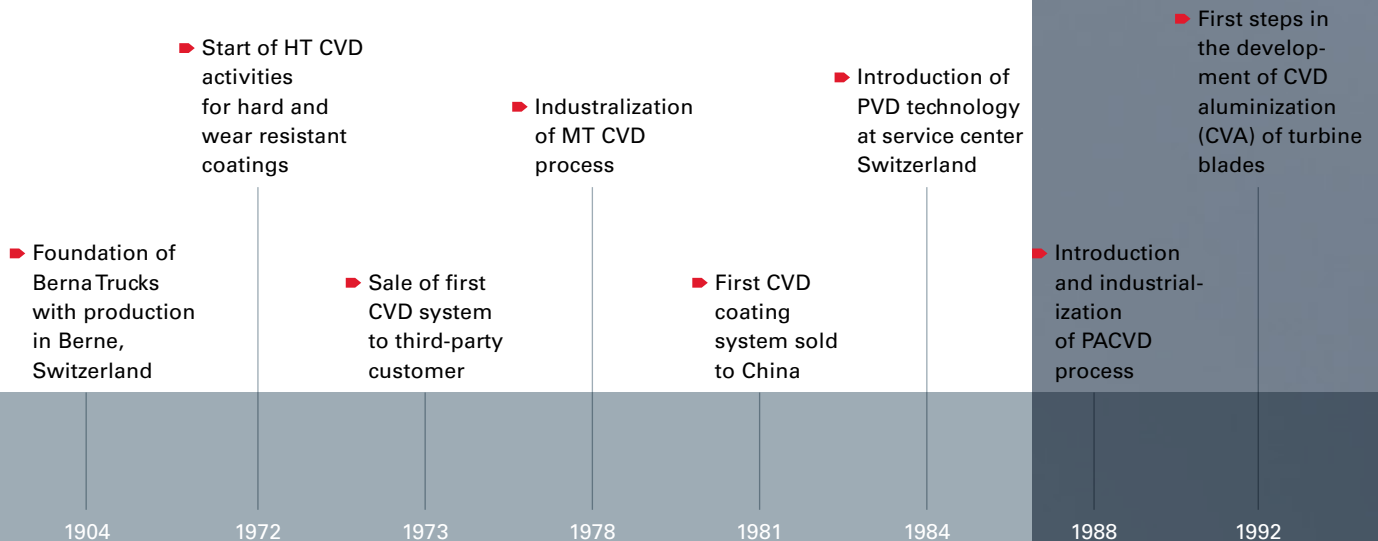 Foundation of
Berna Trucks
with production
in Berne,
Switzerland
1904
Start of HT CVD
activities
for hard and
wear resistant
coatings
1972
Sale of first
CVD system
to third-party
customer
1973
Industralization
of MT CVD
process
1978
First CVD
coating
system sold
to China
1981
Introduction of
PVD technology
at service center
Switzerland
1984
Introduction
and industrial-
ization
of PACVD
process
1988
First steps in
the develop-
ment of CVD
aluminization
(CVA) of turbine
blades
1992